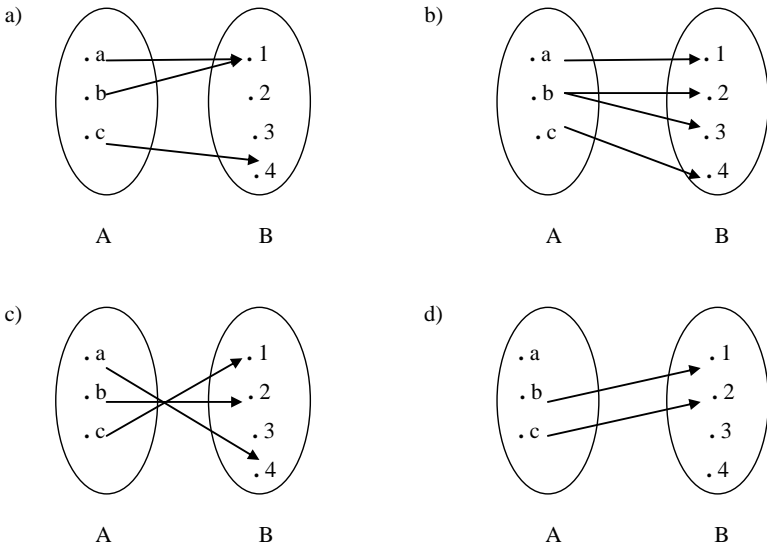 a)
.a
.b
.c
.1
.2
.3
.4
A B
b)
.a
.b
.c
.1
.2
.3
.4
A B
c)
.a
.b
.c
.1
.2
.3
.4
A B
d)
.a
.b
.c
.1
.2
.3
.4
A B